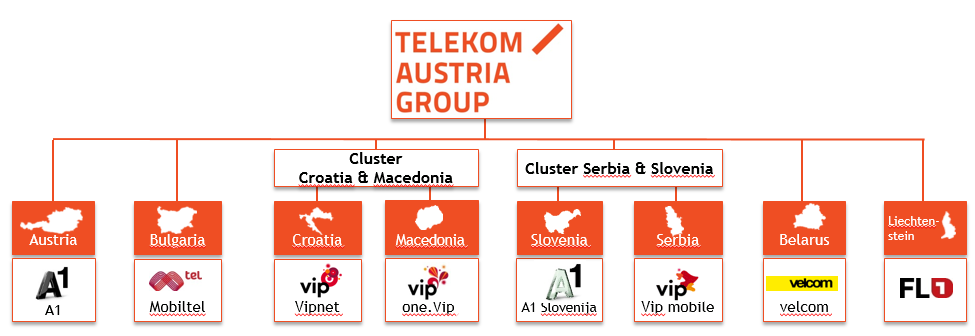 TELEKOM
AUSTRIA
GROUP
Cluster
Croatia & Macedonia
Cluster Serbia & Slovenia
Austria
Bulgaria
Croatia
Macedonia
Slovenia
Serbia
Belarus
Liechten-
stein
A1
A1
tel
Mobiltel
vip
Vipnet
vip
one.Vip
A1
A1 Slovenija
vip
Vip mobile
velcom
velcom
FL1